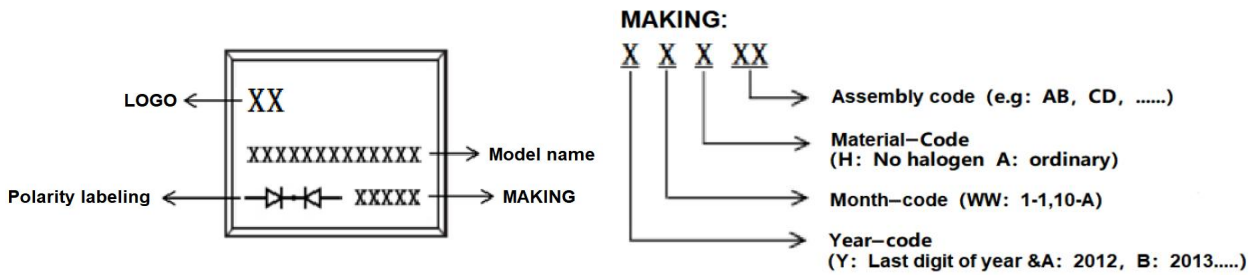 MAKING:
X X X XX
LOGO
XX
Assembly code (e.g: AB, CD, ......)
Material-Code
(H: No halogen A: ordinary)
XXXXXXXXXXXXX
Model name
Polarity labeling
XXXXX
MAKING
Month-code (WW: 1-1,10-A)
Year-code
(Y: Last digit of year &A: 2012, B: 2013.....)